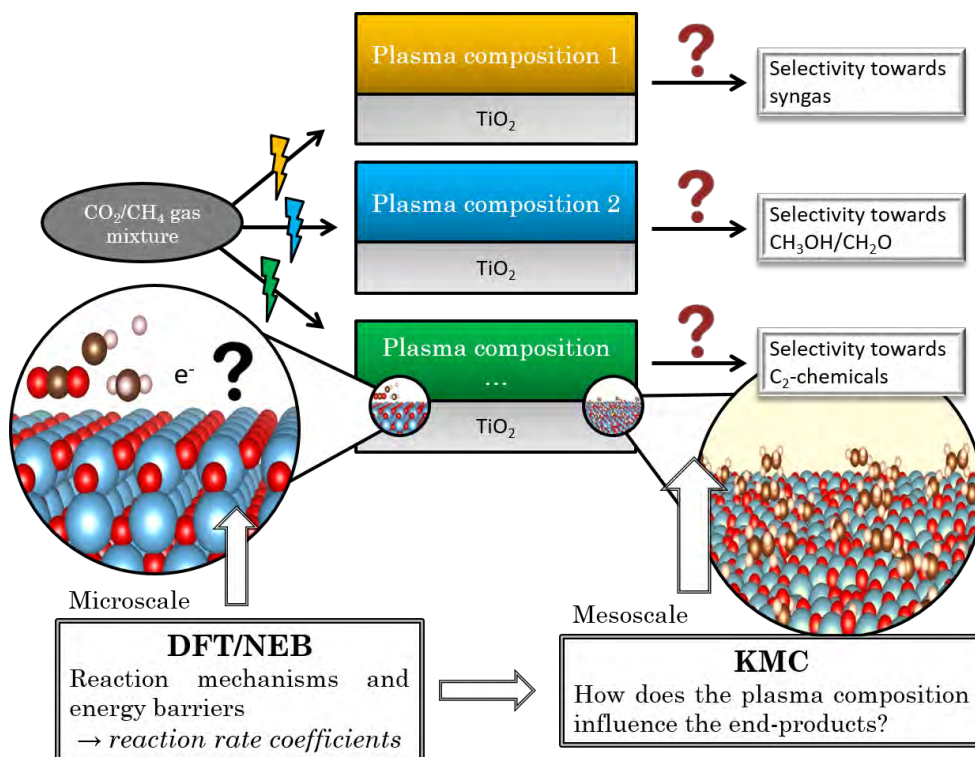 Plasma composition 1
TiO₂
?
Selectivity towards
syngas
CO₂/CH₄ gas
mixture
Plasma composition 2
TiO₂
?
Selectivity towards
CH₃OH/CH₂O
Plasma composition
...
TiO₂
?
Selectivity towards
C₂-chemicals
e⁻
?
Microscale
Mesoscale
DFT/NEB
Reaction mechanisms and
energy barriers
→ reaction rate coefficients
KMC
How does the plasma composition
influence the end-products?